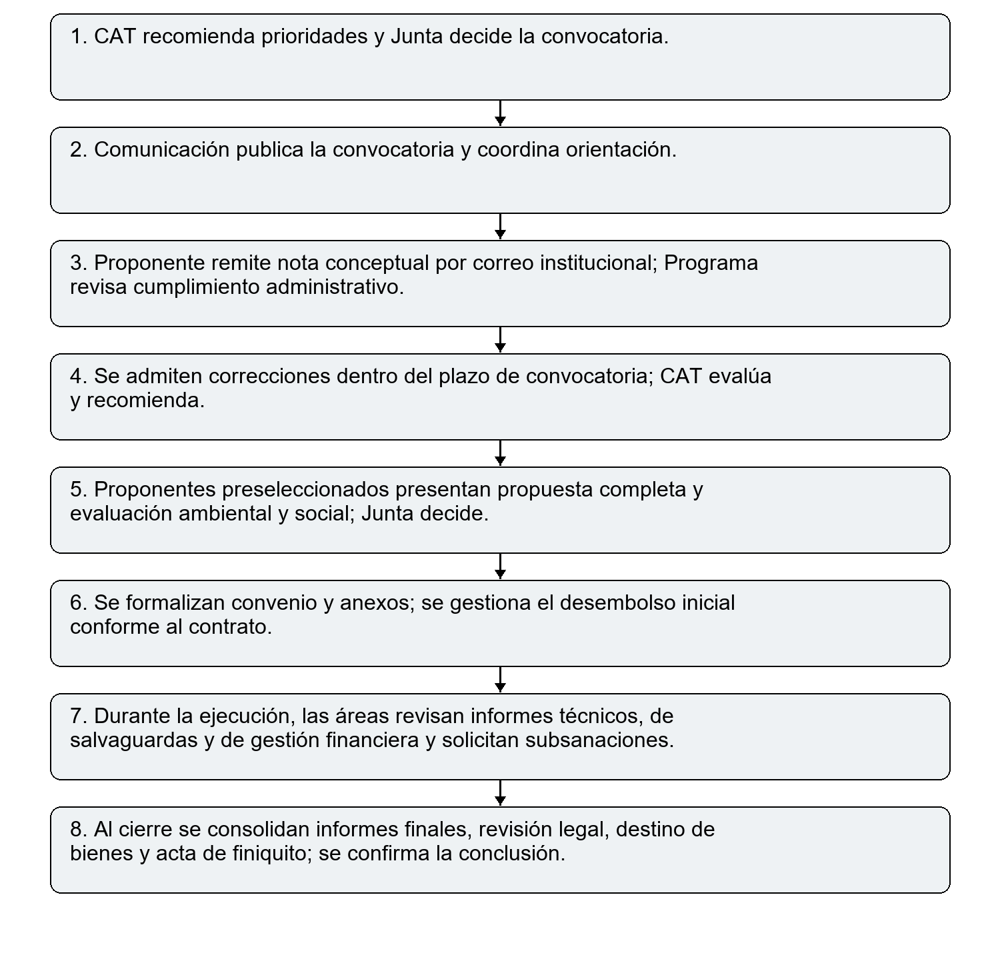 1. CAT recomienda prioridades y Junta decide la convocatoria.
2. Comunicación publica la convocatoria y coordina orientación.
3. Proponente remite nota conceptual por correo institucional; Programa
revisa cumplimiento administrativo.
4. Se admiten correcciones dentro del plazo de convocatoria; CAT evalúa
y recomienda.
5. Proponentes preseleccionados presentan propuesta completa y
evaluación ambiental y social; Junta decide.
6. Se formalizan convenio y anexos; se gestiona el desembolso inicial
conforme al contrato.
7. Durante la ejecución, las áreas revisan informes técnicos, de
salvaguardas y de gestión financiera y solicitan subsanaciones.
8. Al cierre se consolidan informes finales, revisión legal, destino de
bienes y acta de finiquito; se confirma la conclusión.